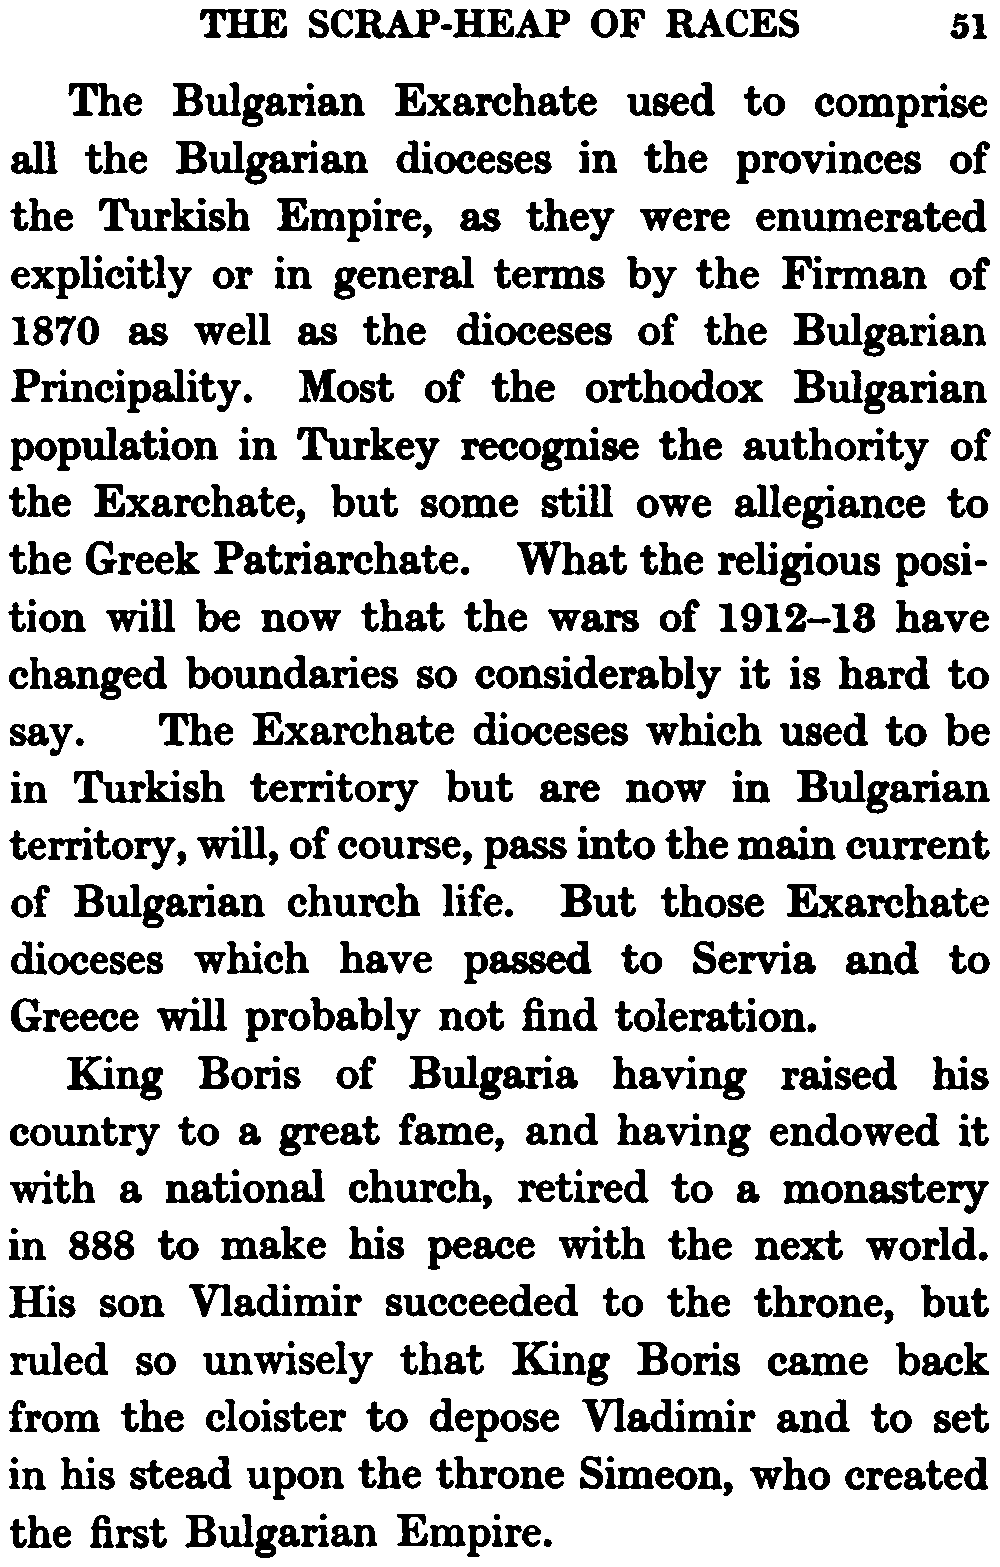 THE SCRAP-HEAP OF RACES 51
The Bulgarian Exarchate used to comprise
all the Bulgarian dioceses in the provinces of
the Turkish Empire, as they were enumerated
explicitly or in general terms by the Firman of
1870 as well as the dioceses of the Bulgarian
Principality. Most of the orthodox Bulgarian
population in Turkey recognise the authority of
the Exarchate, but some still owe allegiance to
the Greek Patriarchate. What the religious posi-
tion will be now that the wars of 1912–13 have
changed boundaries so considerably it is hard to
say. The Exarchate dioceses which used to be
in Turkish territory but are now in Bulgarian
territory, will, of course, pass into the main current
of Bulgarian church life. But those Exarchate
dioceses which have passed to Servia and to
Greece will probably not find toleration.
King Boris of Bulgaria having raised his
country to a great fame, and having endowed it
with a national church, retired to a monastery
in 888 to make his peace with the next world.
His son Vladimir succeeded to the throne, but
ruled so unwisely that King Boris came back
from the cloister to depose Vladimir and to set
in his stead upon the throne Simeon, who created
the first Bulgarian Empire.